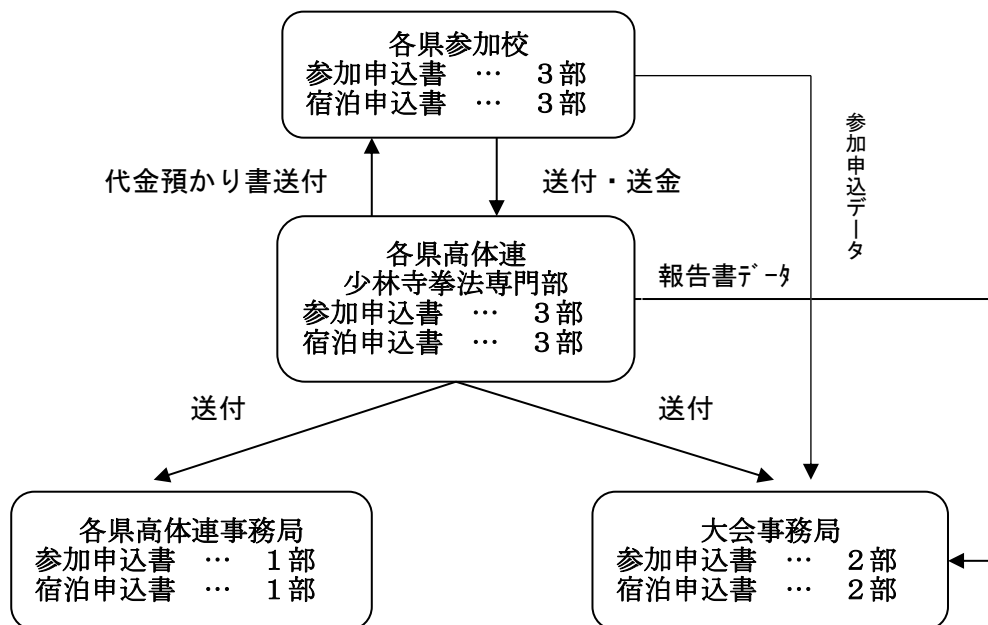 各県参加校
参加申込書 … ３部
宿泊申込書 … ３部
代金預かり書送付
送付・送金
参加申込データ
各県高体連
少林寺拳法専門部
参加申込書 … ３部
宿泊申込書 … ３部
報告書ﾃﾞｰﾀ
送付
送付
各県高体連事務局
参加申込書 … １部
宿泊申込書 … １部
大会事務局
参加申込書 … ２部
宿泊申込書 … ２部